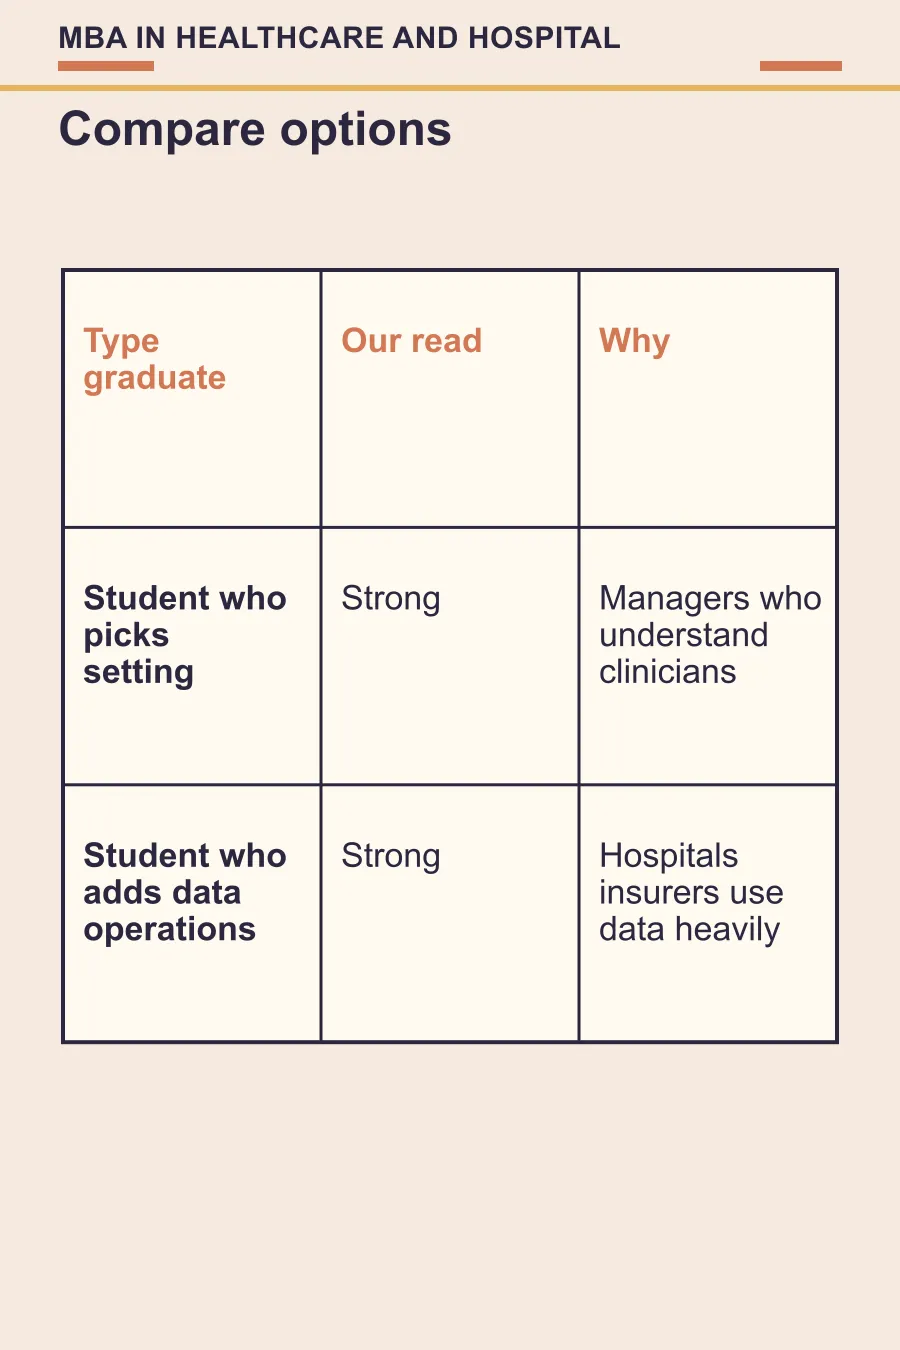 MBA IN HEALTHCARE AND HOSPITAL
Compare options
Type
graduate
Our read
Why
Student who
picks
setting
Strong
Managers who
understand
clinicians
Student who
adds data
operations
Strong
Hospitals
insurers use
data heavily